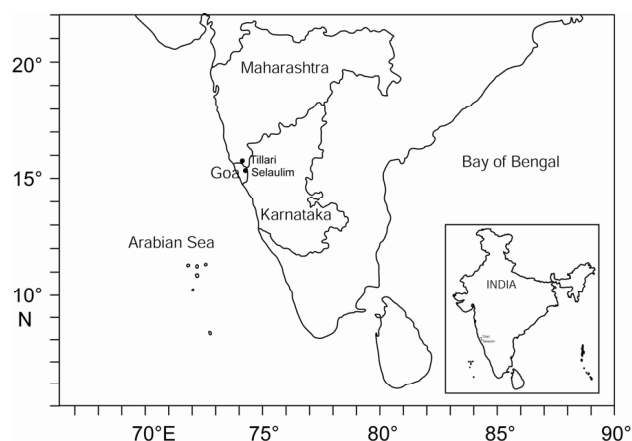 20°
Maharashtra
Tillari
Bay of Bengal
15°
Goa
Selaulim
Karnataka
Arabian Sea
INDIA
10°
N
70°E
75°
80°
85°
90°